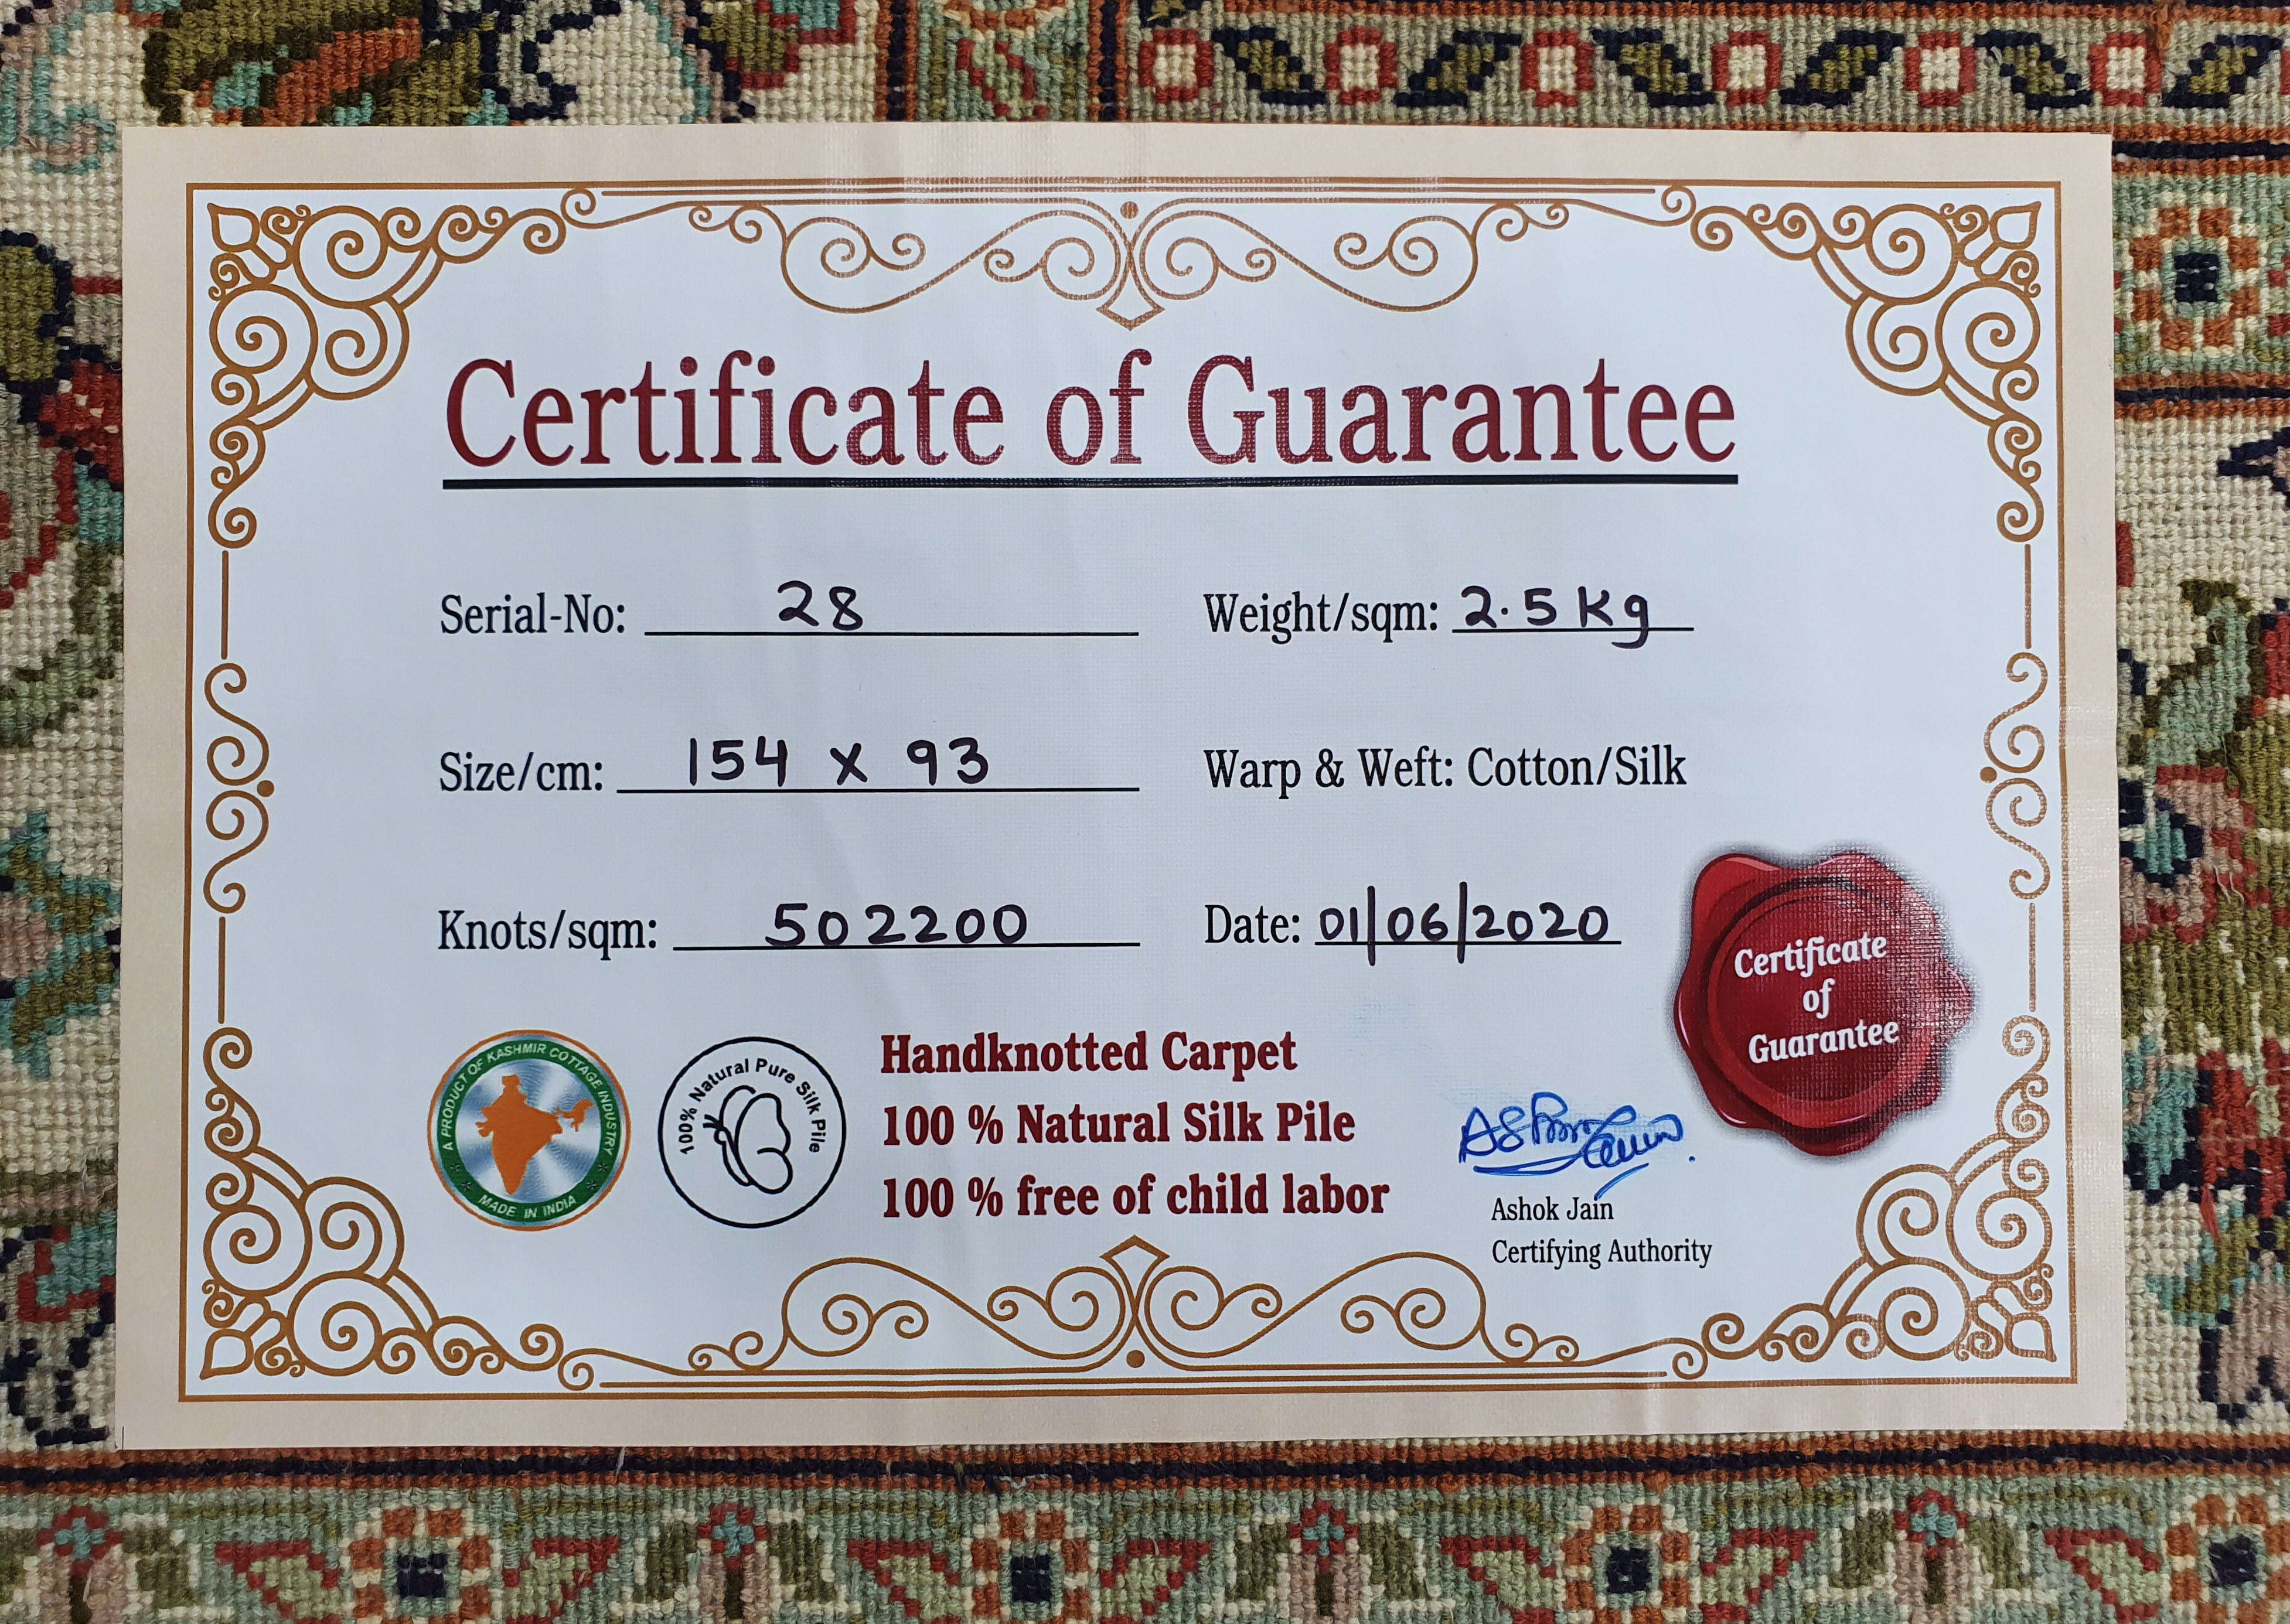 Certificate of Guarantee
Serial-No: 28
Weight/sqm: 2.5 Kg
Size/cm: 154 x 93
Warp & Weft: Cotton/Silk
Knots/sqm: 502200
Date: 01/06/2020
Certificate
of
Guarantee
A PRODUCT OF KASHMIR COTTAGE INDUSTRY
MADE IN INDIA
100% Natural Pure Silk Pile
Handknotted Carpet
100 % Natural Silk Pile
100 % free of child labor
Ashok Jain
Certifying Authority